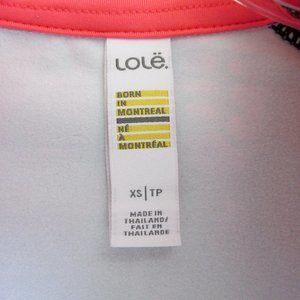 LOLË.
BORN
IN
MONTREAL
NÉ
À
MONTRÉAL
XS|TP
MADE IN
THAILAND/
FAIT EN
THAILANDE